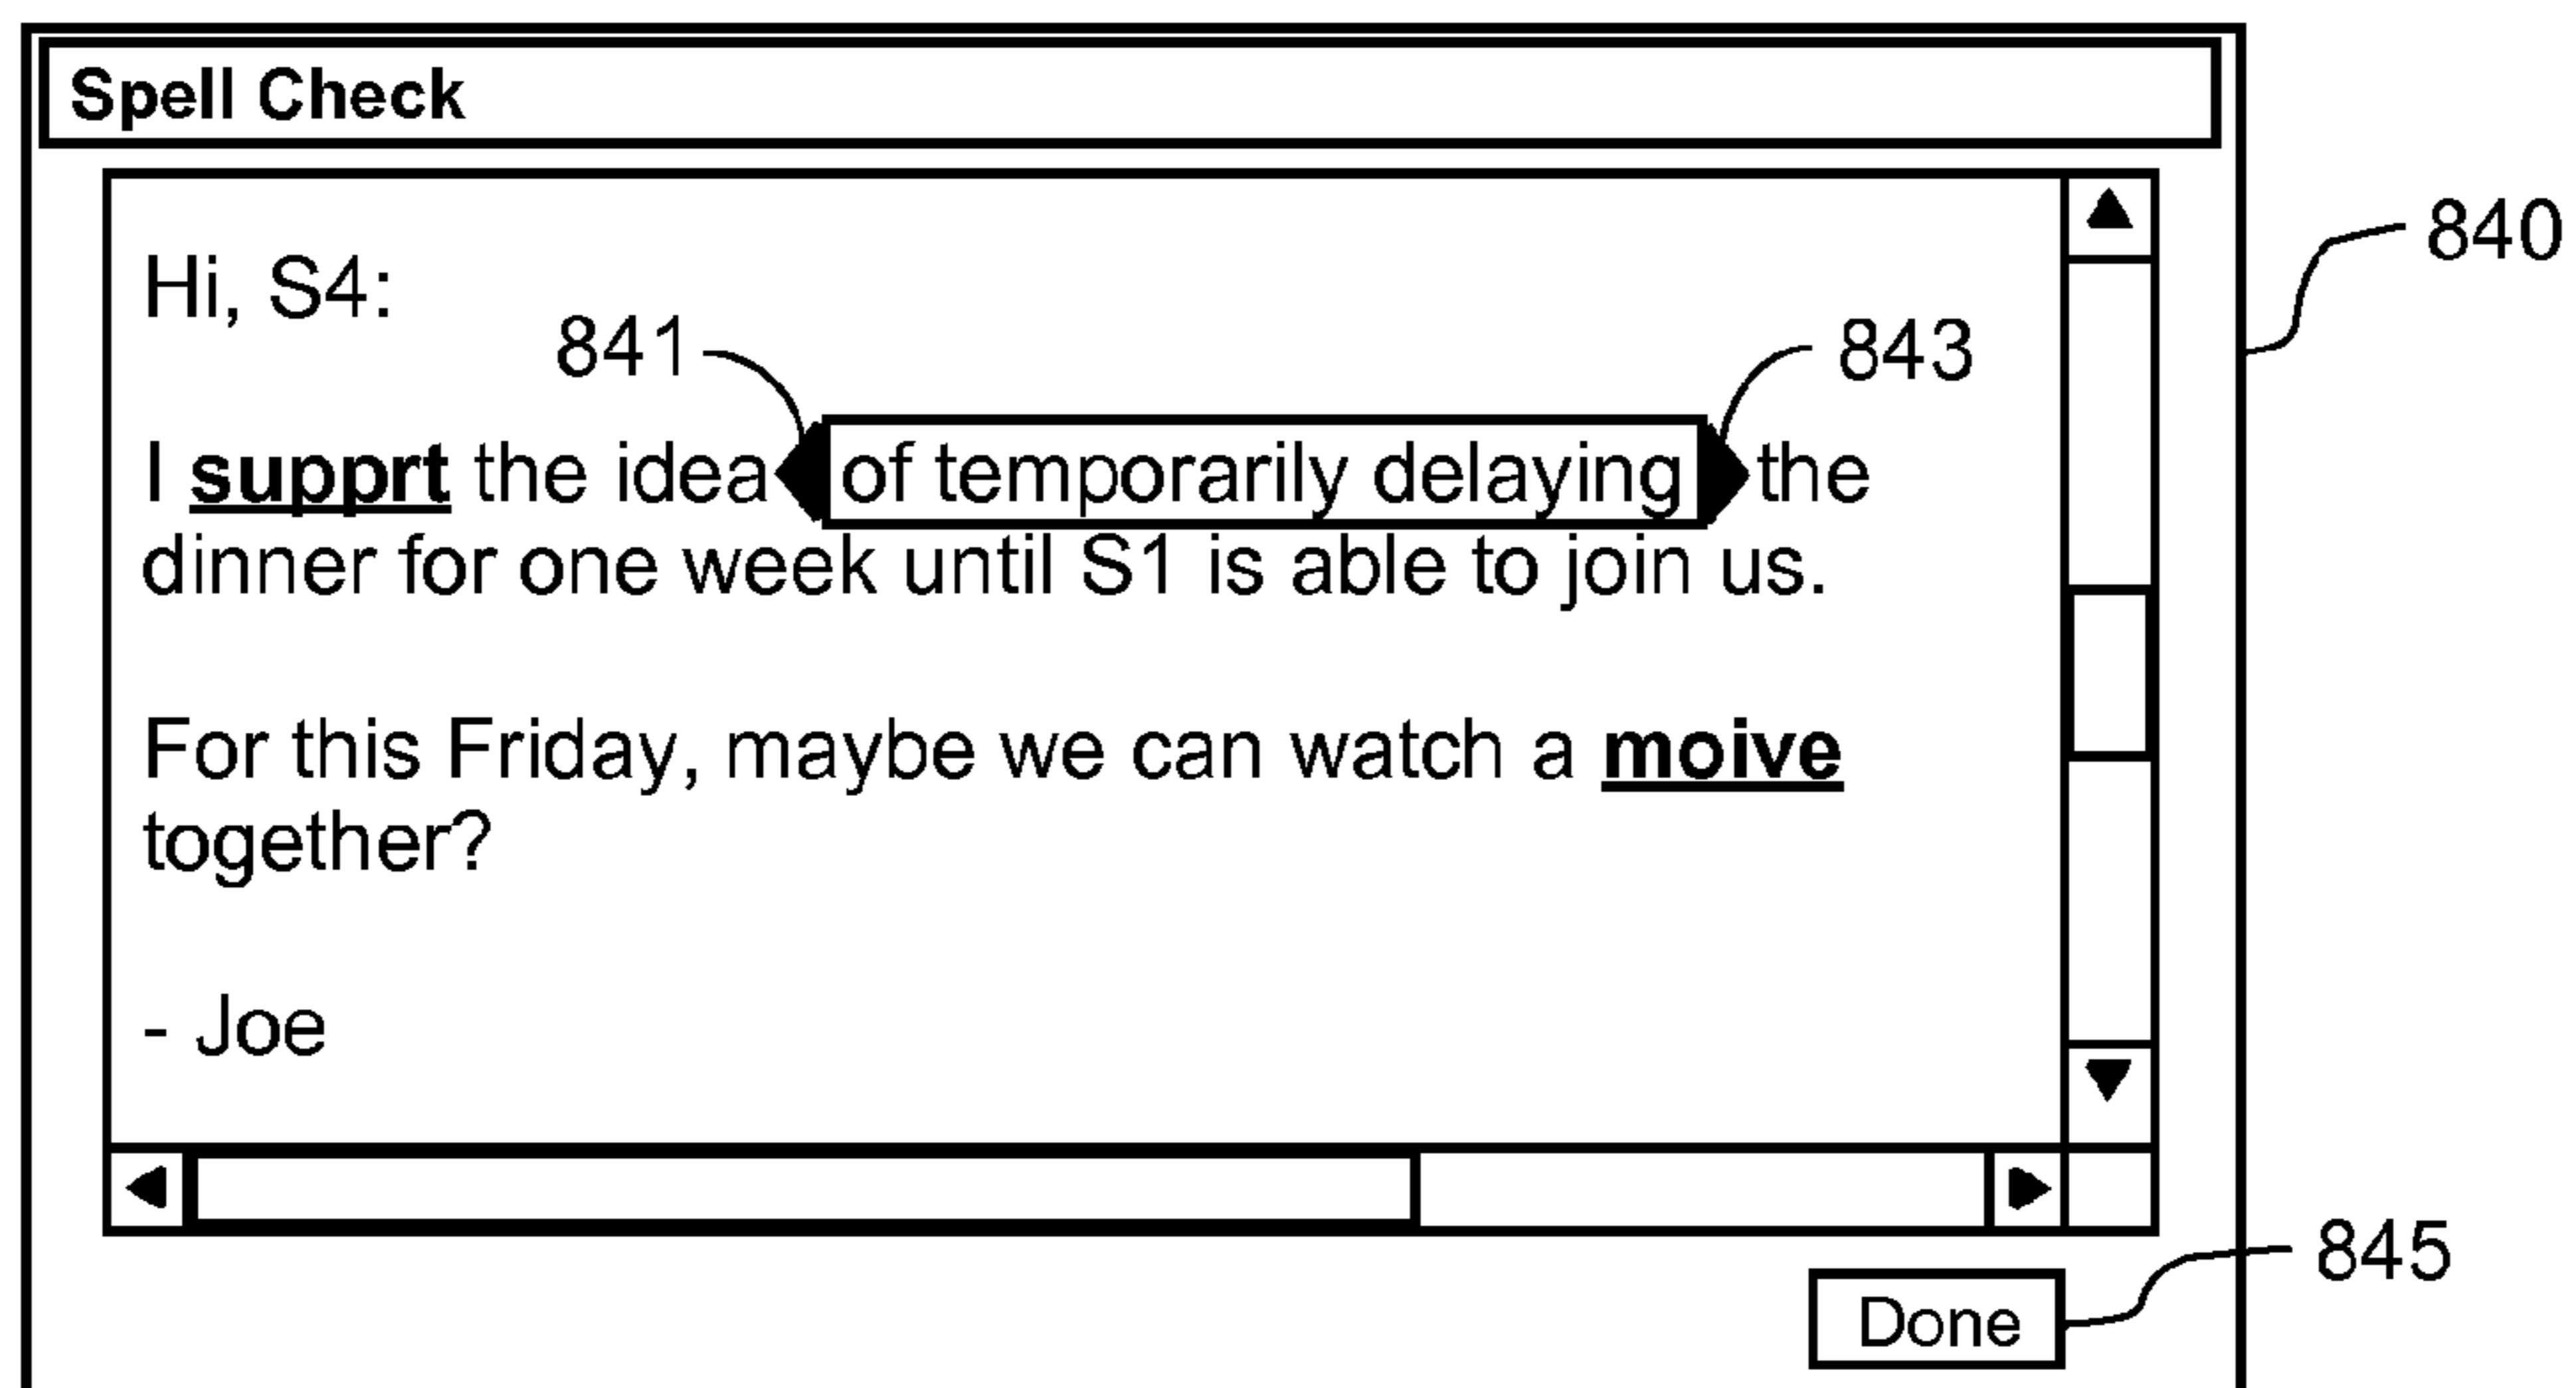 Spell Check
840
Hi, S4:
841
843
I supprt the idea of temporarily delaying the
dinner for one week until S1 is able to join us.
For this Friday, maybe we can watch a moive
together?
- Joe
845
Done